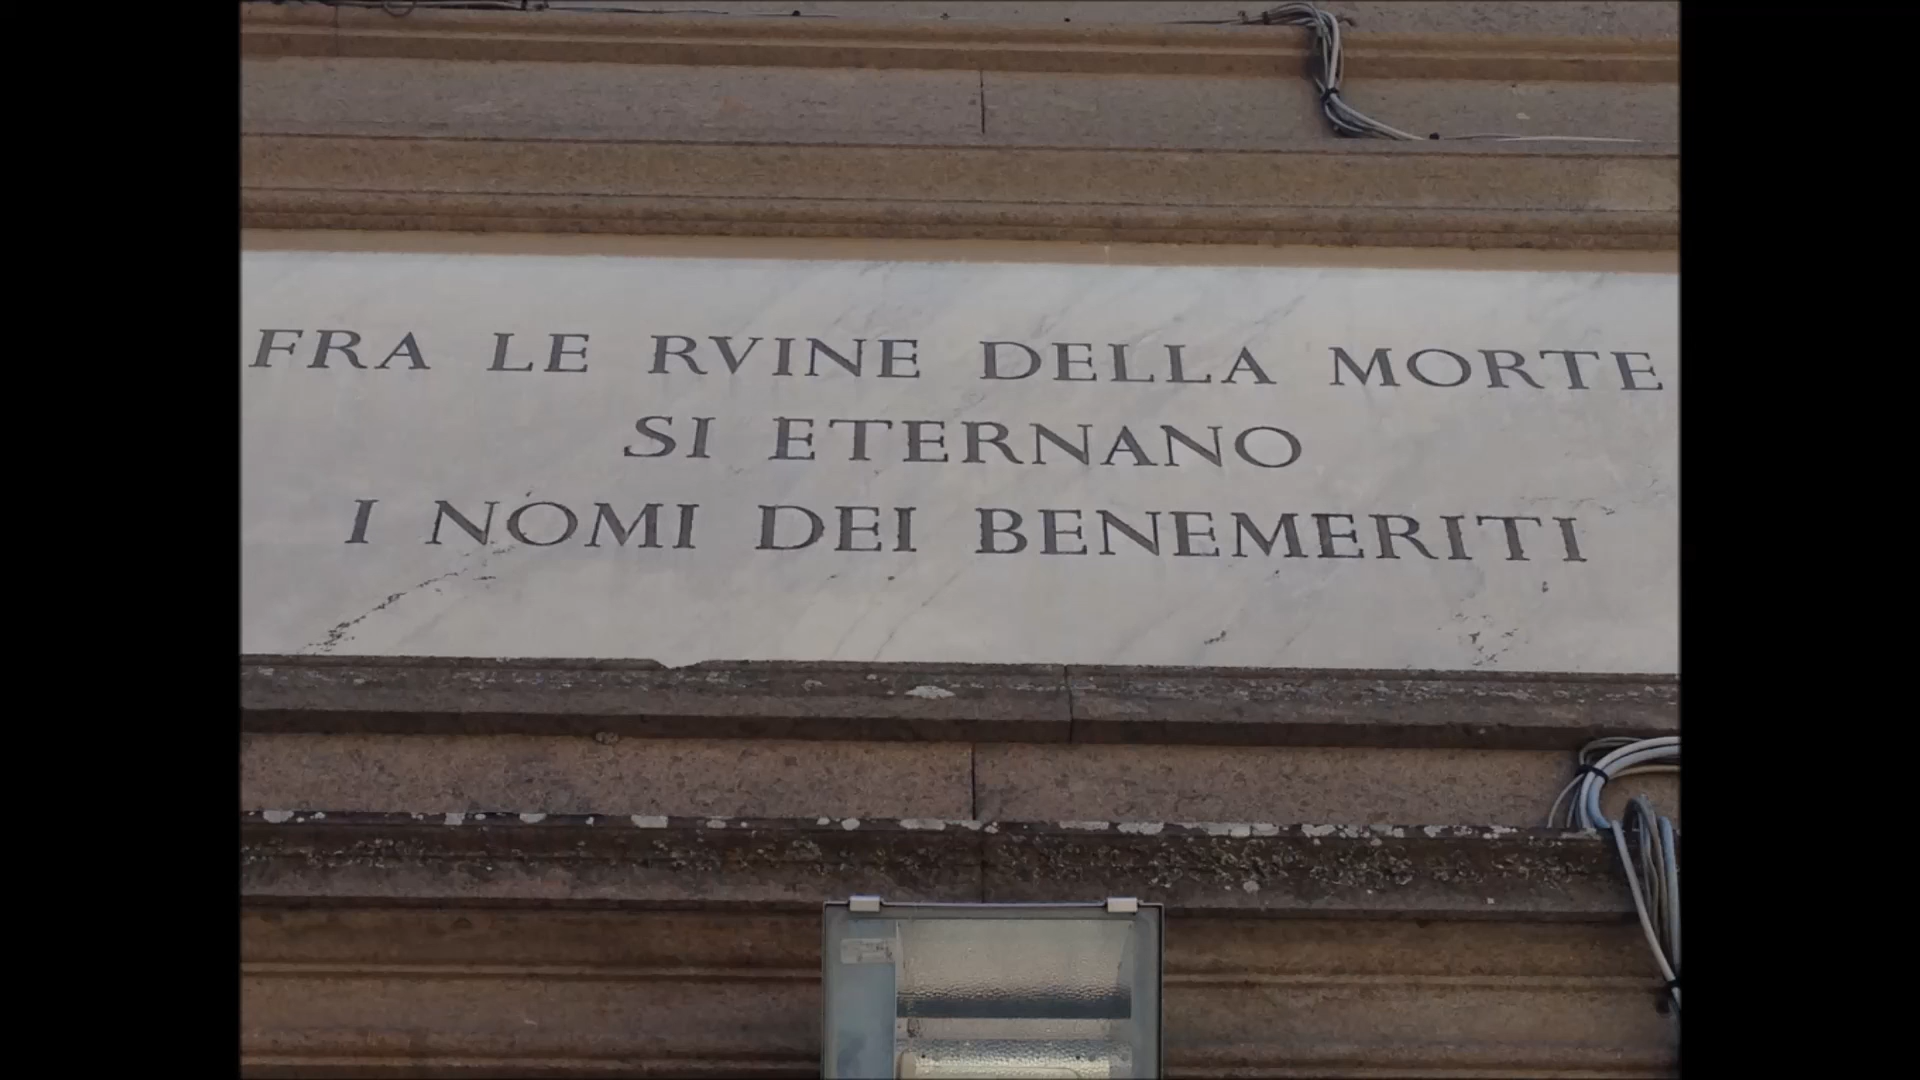 FRA LE RVINE DELLA MORTE
SI ETERNANO
I NOMI DEI BENEMERITI